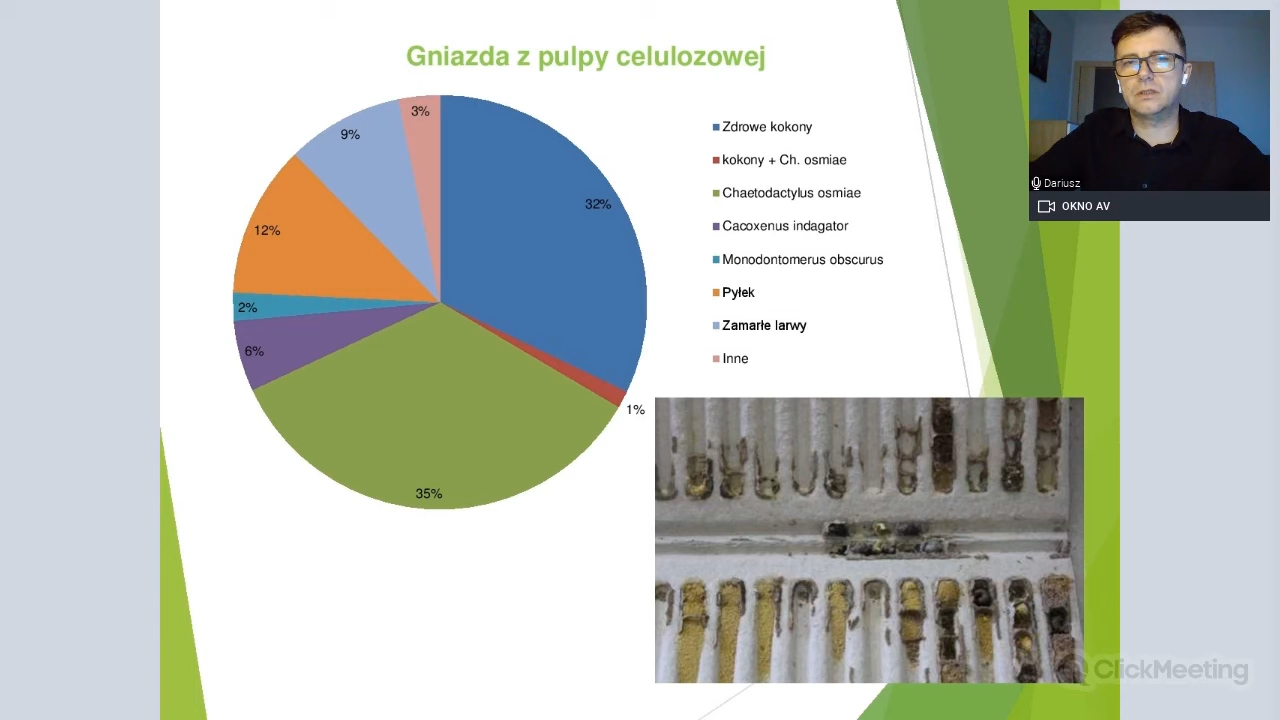 Gniazda z pulpy celulozowej
3%
9%
32%
12%
2%
6%
1%
35%
Zdrowe kokony
kokony + Ch. osmiae
Chaetodactylus osmiae
Cacoxenus indagator
Monodontomerus obscurus
Pyłek
Zamarłe larwy
Inne
Dariusz
OKNO AV
ClickMeeting